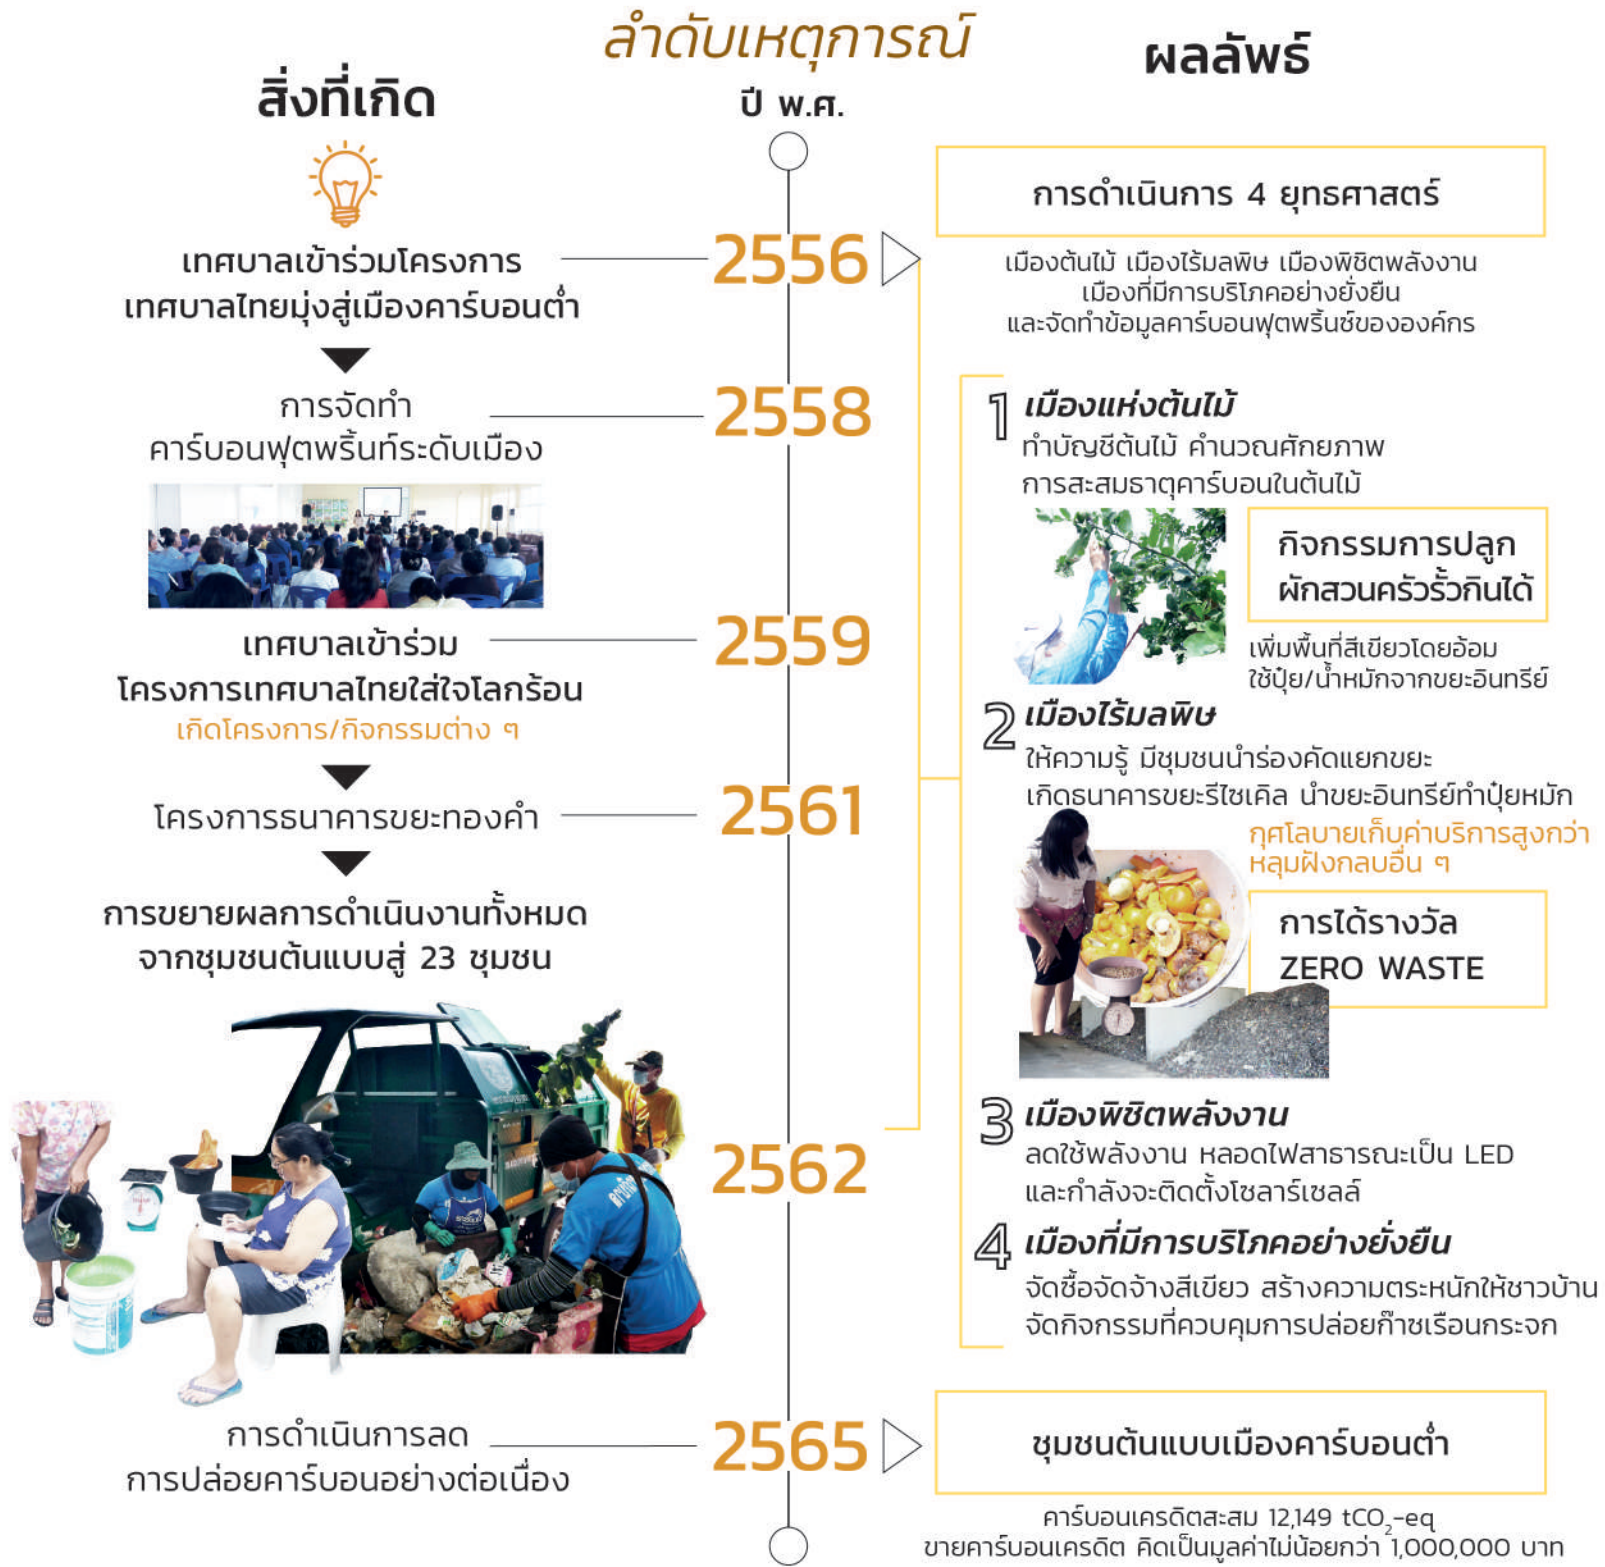 ลำดับเหตุการณ์
สิ่งที่เกิด
ปี พ.ศ.
ผลลัพธ์
เทศบาลเข้าร่วมโครงการ
เทศบาลไทยมุ่งสู่เมืองคาร์บอนต่ำ
2556
การดำเนินการ 4 ยุทธศาสตร์
เมืองต้นไม้ เมืองไร้มลพิษ เมืองพิชิตพลังงาน
เมืองที่มีการบริโภคอย่างยั่งยืน
และจัดทำข้อมูลคาร์บอนฟุตพริ้นซ์ขององค์กร
การจัดทำ
คาร์บอนฟุตพริ้นท์ระดับเมือง
2558
เทศบาลเข้าร่วม
โครงการเทศบาลไทยใส่ใจโลกร้อน
เกิดโครงการ/กิจกรรมต่าง ๆ
2559
โครงการธนาคารขยะทองคำ
2561
การขยายผลการดำเนินงานทั้งหมด
จากชุมชนต้นแบบสู่ 23 ชุมชน
2562
1 เมืองแห่งต้นไม้
ทำบัญชีต้นไม้ คำนวณศักยภาพ
การสะสมธาตุคาร์บอนในต้นไม้
กิจกรรมการปลูก
ผักสวนครัวรั้วกินได้
เพิ่มพื้นที่สีเขียวโดยอ้อม
ใช้ปุ๋ย/น้ำหมักจากขยะอินทรีย์
2 เมืองไร้มลพิษ
ให้ความรู้ มีชุมชนนำร่องคัดแยกขยะ
เกิดธนาคารขยะรีไซเคิล นำขยะอินทรีย์ทำปุ๋ยหมัก
กุศโลบายเก็บค่าบริการสูงกว่า
หลุมฝังกลบอื่น ๆ
การได้รางวัล
ZERO WASTE
3 เมืองพิชิตพลังงาน
ลดใช้พลังงาน หลอดไฟสาธารณะเป็น LED
และกำลังจะติดตั้งโซลาร์เซลล์
4 เมืองที่มีการบริโภคอย่างยั่งยืน
จัดซื้อจัดจ้างสีเขียว สร้างความตระหนักให้ชาวบ้าน
จัดกิจกรรมที่ควบคุมการปล่อยก๊าซเรือนกระจก
การดำเนินการลด
การปล่อยคาร์บอนอย่างต่อเนื่อง
2565
ชุมชนต้นแบบเมืองคาร์บอนต่ำ
คาร์บอนเครดิตสะสม 12,149 tCO₂-eq
ขายคาร์บอนเครดิต คิดเป็นมูลค่าไม่น้อยกว่า 1,000,000 บาท